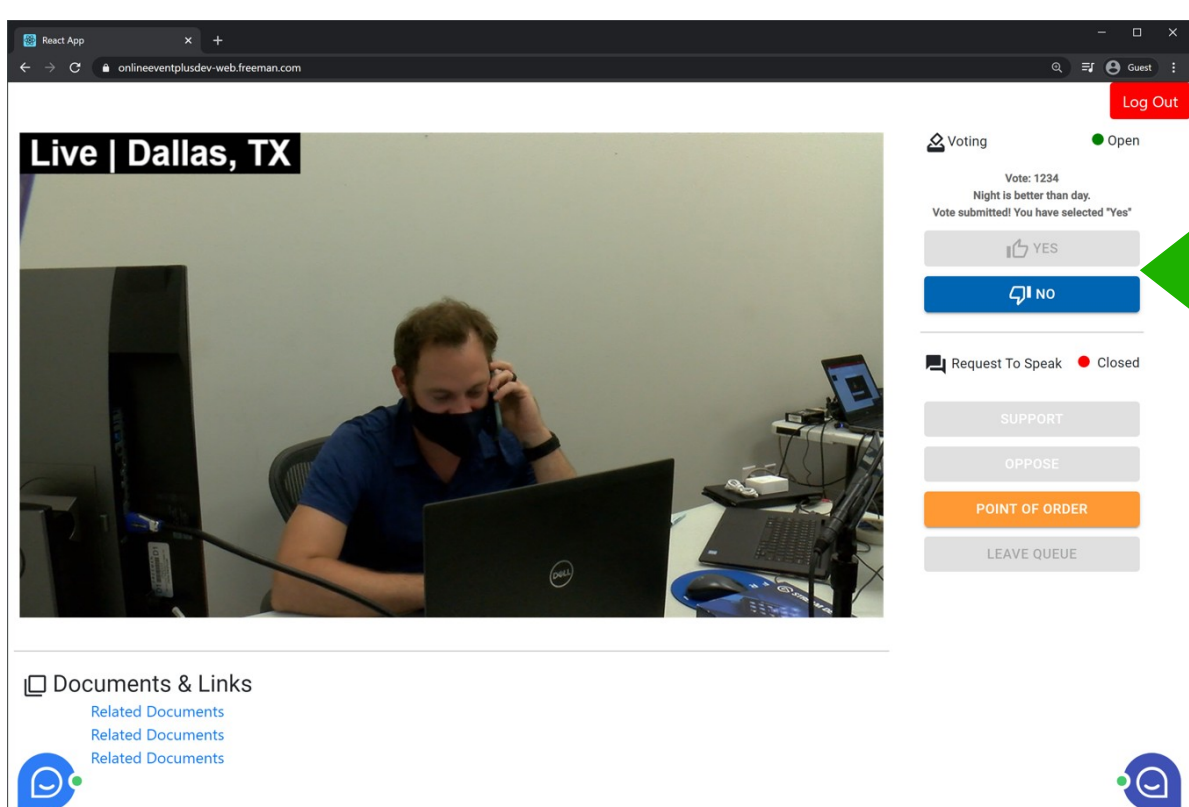 React App
onlineeventplusdev-web.freeman.com
Guest
Log Out
Live | Dallas, TX
Voting
Open
Vote: 1234
Night is better than day.
Vote submitted! You have selected "Yes"
YES
NO
Request To Speak
Closed
SUPPORT
OPPOSE
POINT OF ORDER
LEAVE QUEUE
DELL
Documents & Links
Related Documents
Related Documents
Related Documents